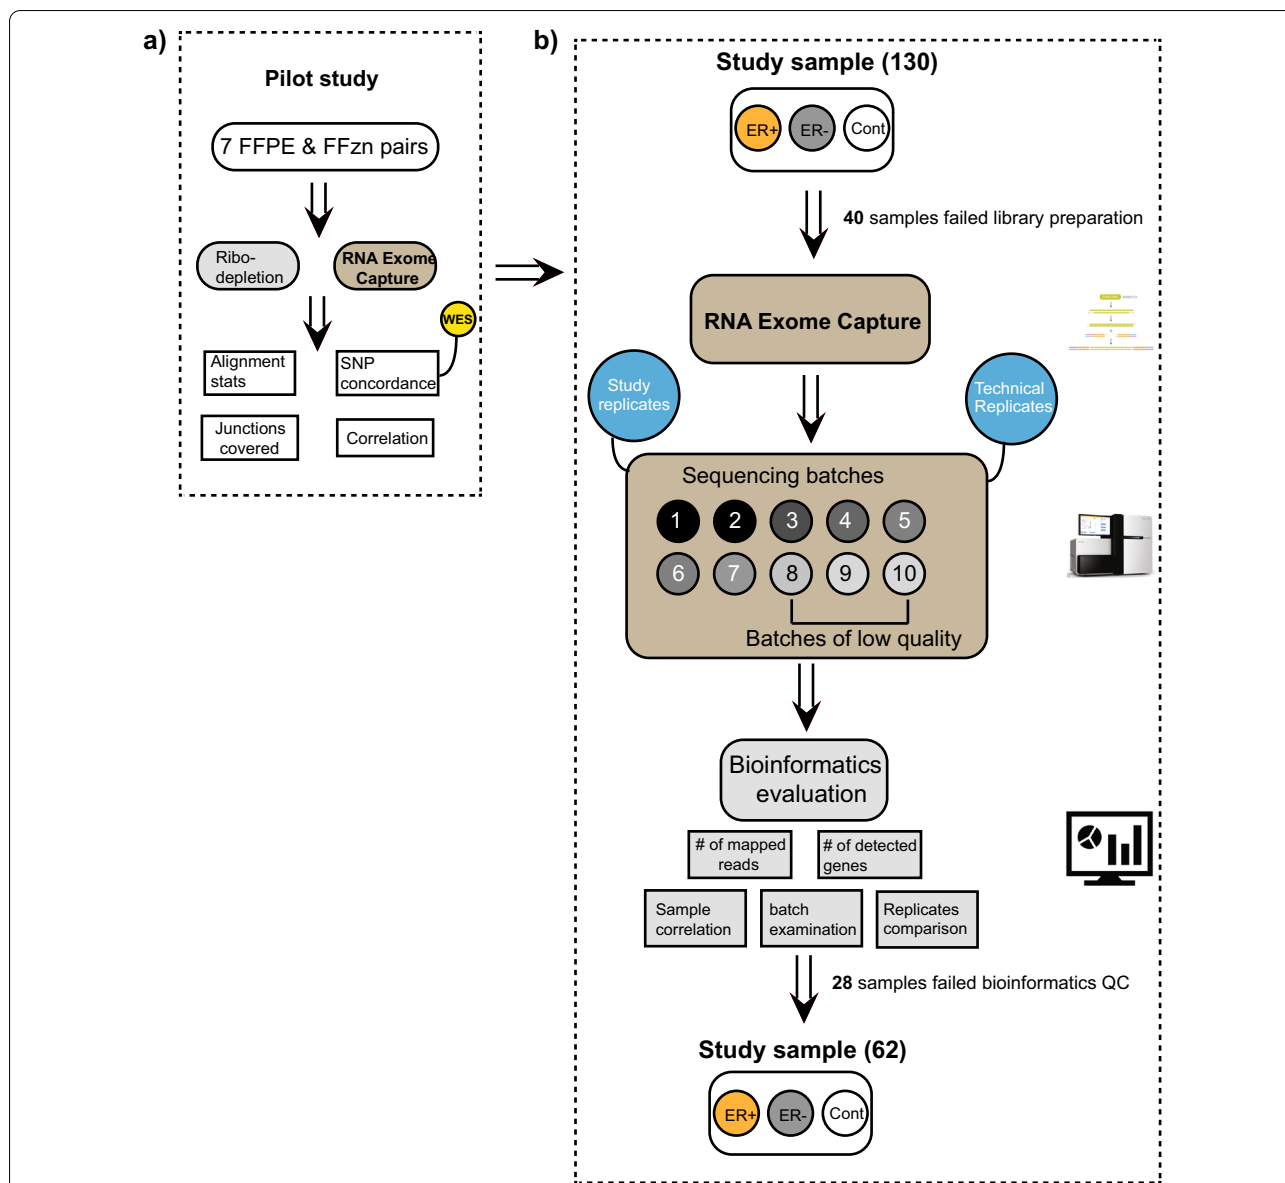 a)
Pilot study
7 FFPE & FFzn pairs
Ribo-
depletion
RNA Exome
Capture
WES
Alignment
stats
SNP
concordance
Junctions
covered
Correlation
b)
Study sample (130)
ER+
ER-
Cont
40 samples failed library preparation
RNA Exome Capture
Study
replicates
Technical
Replicates
Sequencing batches
1
2
3
4
5
6
7
8
9
10
Batches of low quality
Bioinformatics
evaluation
# of mapped
reads
# of detected
genes
Sample
correlation
batch
examination
Replicates
comparison
28 samples failed bioinformatics QC
Study sample (62)
ER+
ER-
Cont